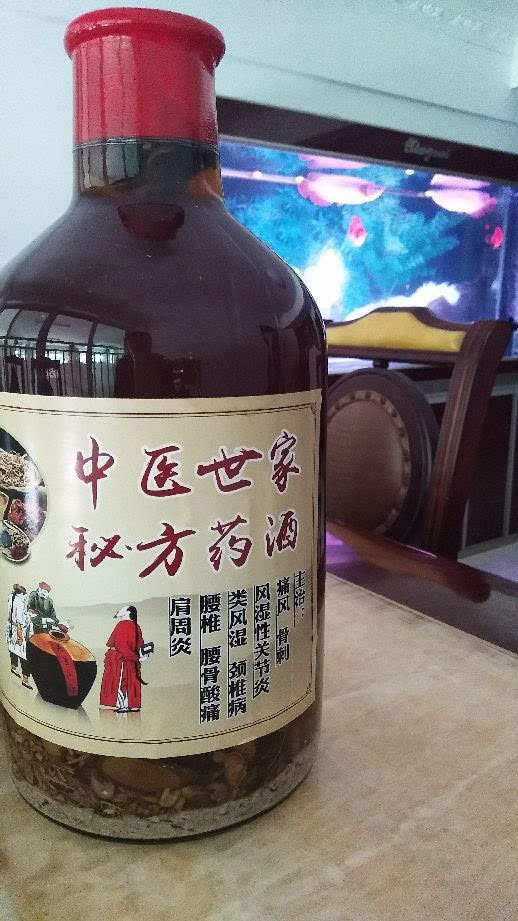 中医世家
秘方药酒
主治：
痛风 骨刺
风湿性关节炎
类风湿 颈椎病
腰椎 腰骨酸痛
肩周炎